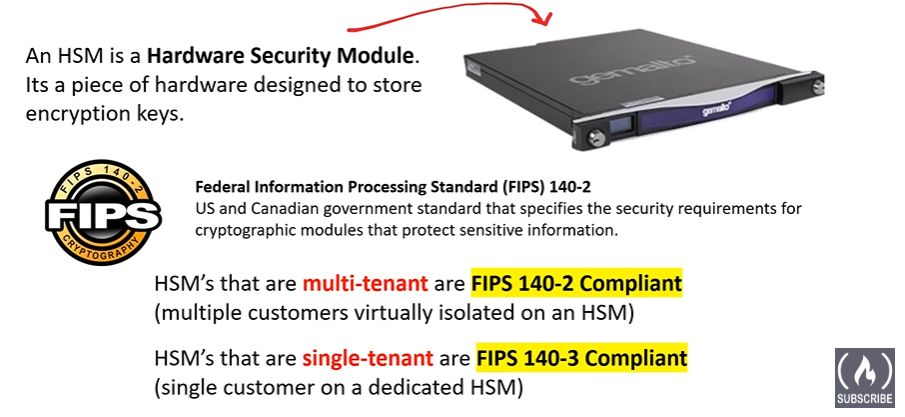 An HSM is a Hardware Security Module.
Its a piece of hardware designed to store
encryption keys.
gemalto
gemalto
FIPS 140-2
FIPS
CRYPTOGRAPHY
Federal Information Processing Standard (FIPS) 140-2
US and Canadian government standard that specifies the security requirements for
cryptographic modules that protect sensitive information.
HSM's that are multi-tenant are FIPS 140-2 Compliant
(multiple customers virtually isolated on an HSM)
HSM's that are single-tenant are FIPS 140-3 Compliant
(single customer on a dedicated HSM)
SUBSCRIBE